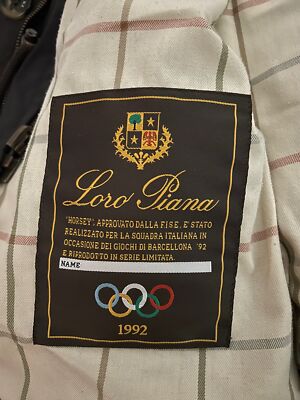 Loro Piana
"HORSEY", APPROVATO DALLA F.I.S.E., E' STATO
REALIZZATO PER LA SQUADRA ITALIANA IN
OCCASIONE DEI GIOCHI DI BARCELLONA '92
E RIPRODOTTO IN SERIE LIMITATA.
NAME
1992